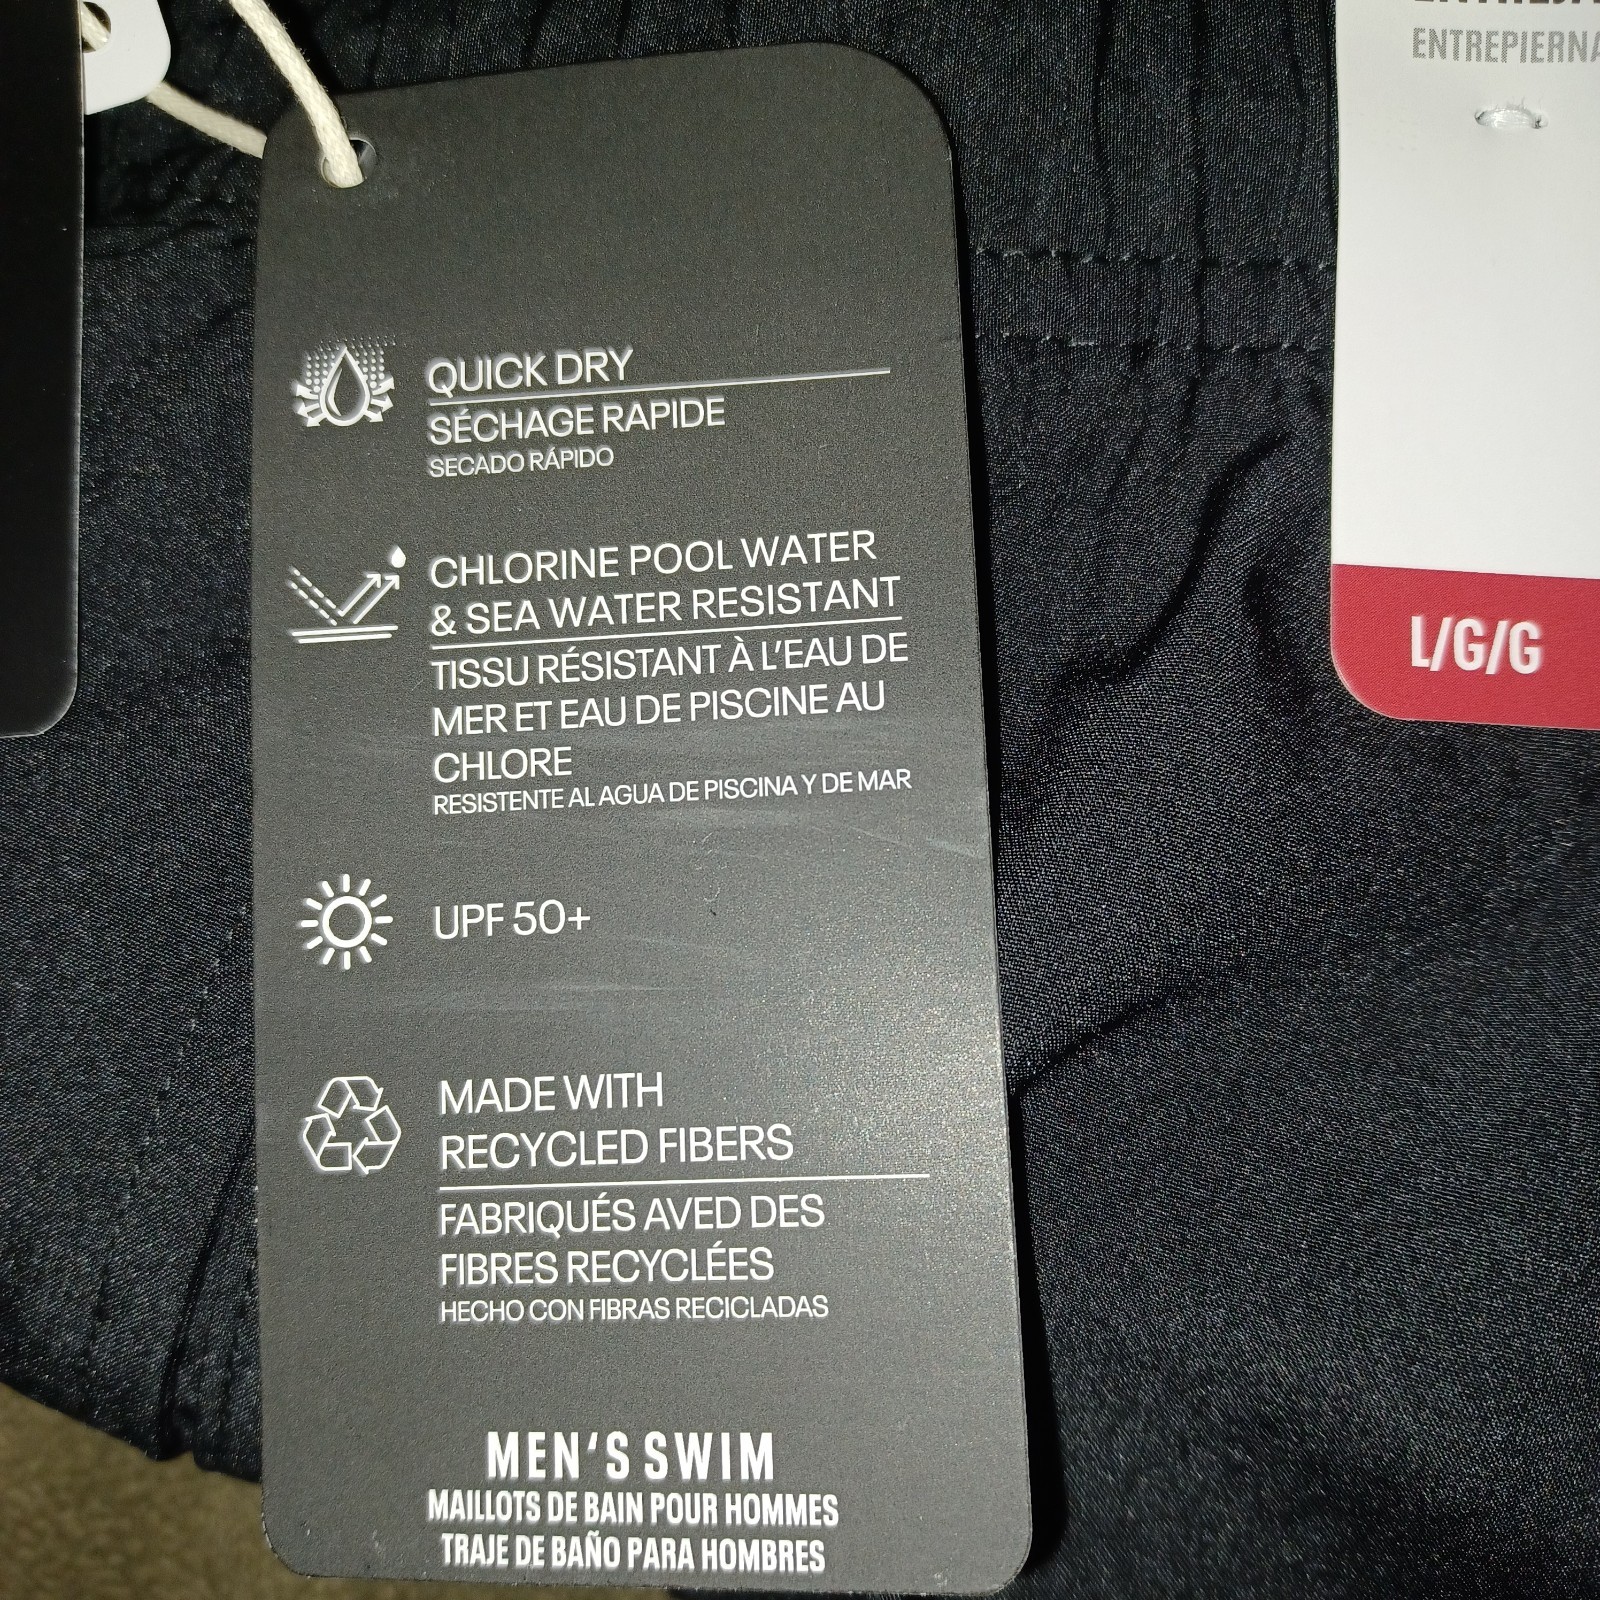 QUICK DRY
SÉCHAGE RAPIDE
SECADO RÁPIDO
CHLORINE POOL WATER
& SEA WATER RESISTANT
TISSU RÉSISTANT À L'EAU DE
MER ET EAU DE PISCINE AU
CHLORE
RESISTENTE AL AGUA DE PISCINA Y DE MAR
UPF 50+
MADE WITH
RECYCLED FIBERS
FABRIQUÉS AVED DES
FIBRES RECYCLÉES
HECHO CON FIBRAS RECICLADAS
MEN'S SWIM
MAILLOTS DE BAIN POUR HOMMES
TRAJE DE BAÑO PARA HOMBRES
ENTREPIERNA
L/G/G